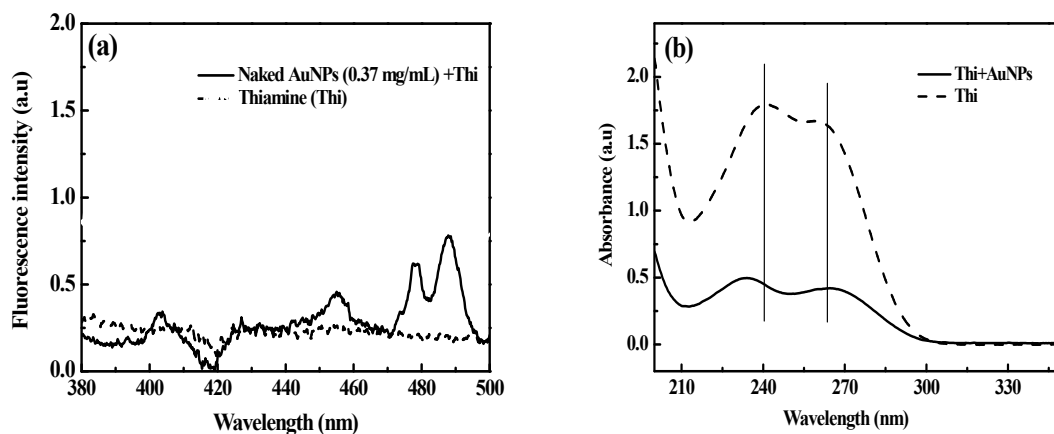 (a)
Naked AuNPs (0.37 mg/mL) +Thi
Thiamine (Thi)
Fluorescence intensity (a.u)
2.0
1.5
1.0
0.5
0.0
380 400 420 440 460 480 500
Wavelength (nm)
(b)
Thi+AuNPs
Thi
Absorbance (a.u)
2.0
1.5
1.0
0.5
0.0
210 240 270 300 330
Wavelength (nm)